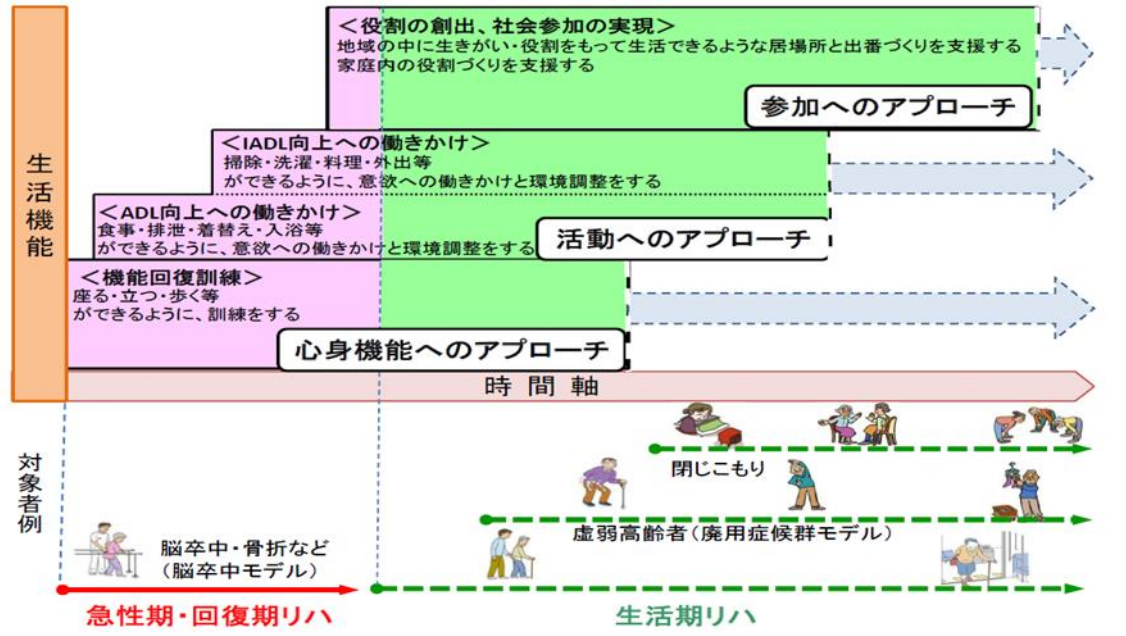 <役割の創出、社会参加の実現>
地域の中に生きがい・役割をもって生活できるような居場所と出番づくりを支援する
家庭内の役割づくりを支援する
参加へのアプローチ
<IADL向上への働きかけ>
掃除・洗濯・料理・外出等
ができるように、意欲への働きかけと環境調整をする
<ADL向上への働きかけ>
食事・排泄・着替え・入浴等
ができるように、意欲への働きかけと環境調整をする
活動へのアプローチ
<機能回復訓練>
座る・立つ・歩く等
ができるように、訓練をする
心身機能へのアプローチ
生活機能
時間軸
対象者例
閉じこもり
虚弱高齢者(廃用症候群モデル)
脳卒中・骨折など
(脳卒中モデル)
急性期・回復期リハ
生活期リハ